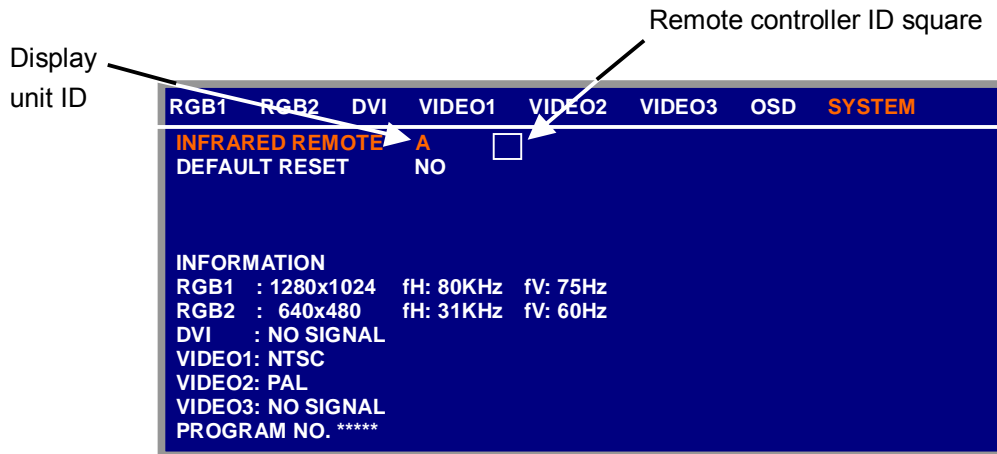 Remote controller ID square
Display
unit ID
RGB1 RGB2 DVI VIDEO1 VIDEO2 VIDEO3 OSD SYSTEM
INFRARED REMOTE A
DEFAULT RESET NO
INFORMATION
RGB1 : 1280x1024 fH: 80KHz fV: 75Hz
RGB2 : 640x480 fH: 31KHz fV: 60Hz
DVI : NO SIGNAL
VIDEO1: NTSC
VIDEO2: PAL
VIDEO3: NO SIGNAL
PROGRAM NO. *****